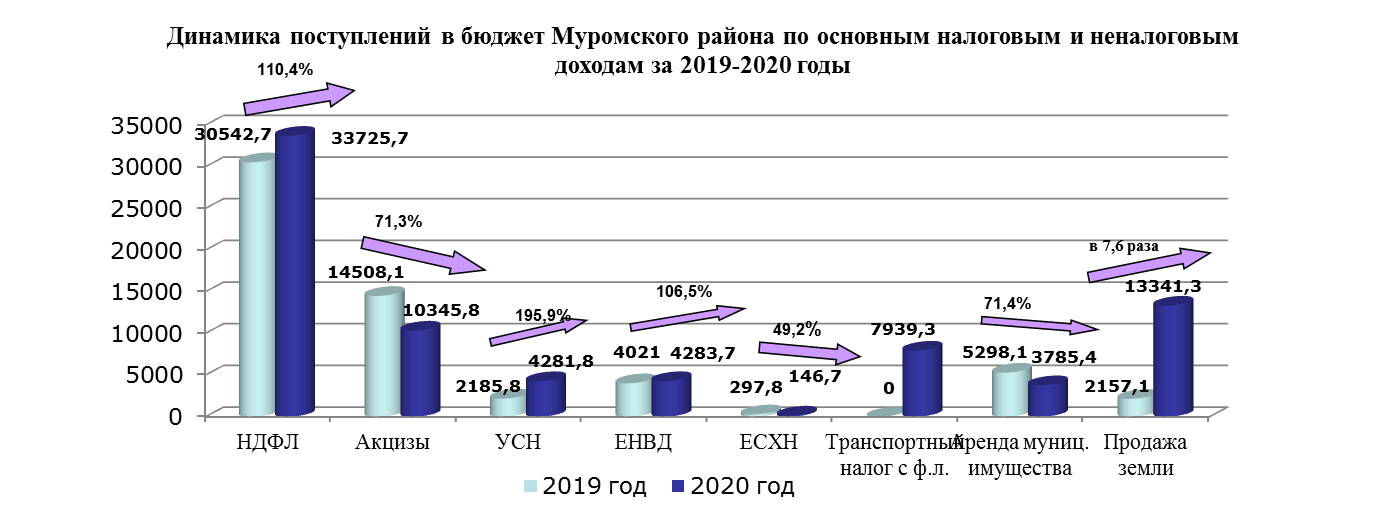 Динамика поступлений в бюджет Муромского района по основным налоговым и неналоговым
доходам за 2019-2020 годы
110,4%
35000
30000
25000
20000
15000
10000
5000
0
30542,7
33725,7
71,3%
14508,1
10345,8
195,9%
2185,8
4281,8
106,5%
4021
4283,7
49,2%
297,8
146,7
0
7939,3
71,4%
5298,1
3785,4
в 7,6 раза
2157,1
13341,3
НДФЛ
Акцизы
УСН
ЕНВД
ЕСХН
Транспортный
налог с ф.л.
Аренда муниц.
имущества
Продажа
земли
2019 год
2020 год